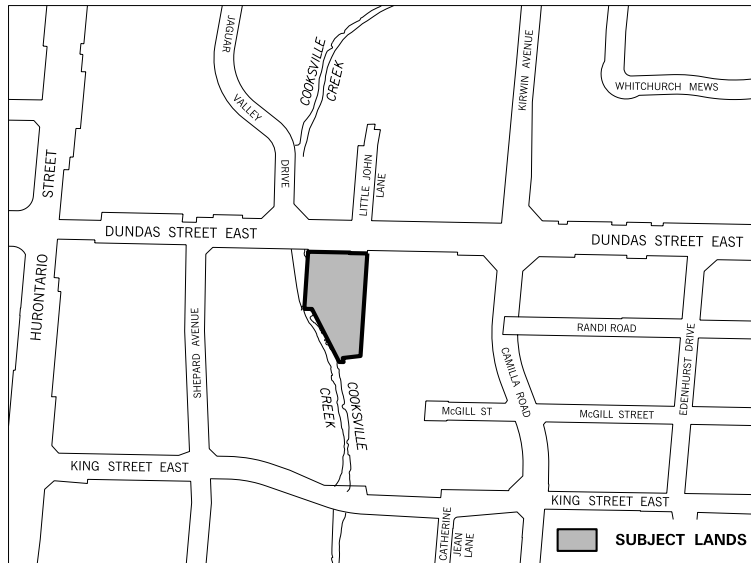 JAGUAR
VALLEY
DRIVE
COOKSVILLE
CREEK
KIRWIN AVENUE
WHITCHURCH MEWS
STREET
HURONTARIO
LITTLE JOHN
LANE
DUNDAS STREET EAST
DUNDAS STREET EAST
SHEPARD AVENUE
RANDI ROAD
EDENHURST DRIVE
CAMILLA ROAD
COOKSVILLE
CREEK
McGILL ST
McGILL STREET
KING STREET EAST
KING STREET EAST
CATHERINE
JEAN
LANE
SUBJECT LANDS